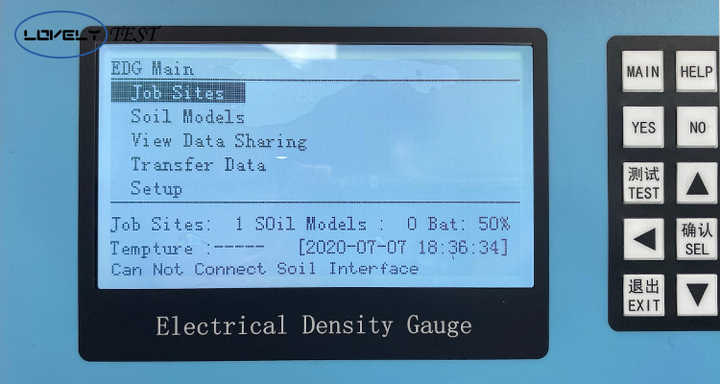 LOVELY TEST
EDG Main
Job Sites
Soil Models
View Data Sharing
Transfer Data
Setup
Job Sites: 1 SOil Models : 0 Bat: 50%
Tempture :----- [2020-07-07 18:36:34]
Can Not Connect Soil Interface
Electrical Density Gauge
MAIN HELP
YES NO
测试
TEST
确认
SEL
退出
EXIT